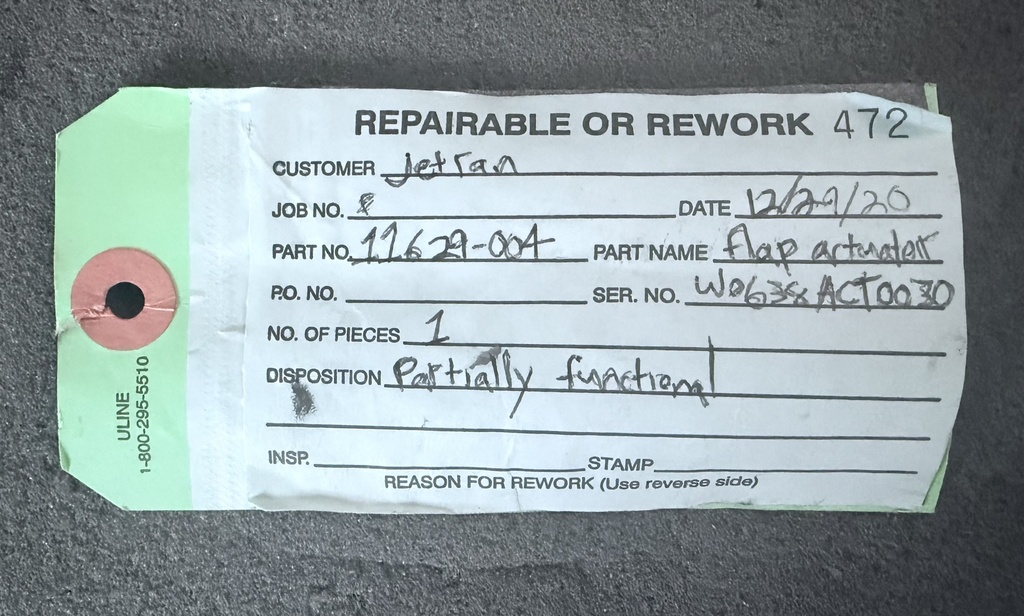 REPAIRABLE OR REWORK 472
CUSTOMER Jetran
JOB NO. DATE 12/29/20
PART NO. 11629-004 PART NAME flap actuator
P.O. NO. SER. NO.
NO. OF PIECES 1
DISPOSITION Partially functional
INSP. STAMP
REASON FOR REWORK (Use reverse side)
ULINE
1-800-295-5510